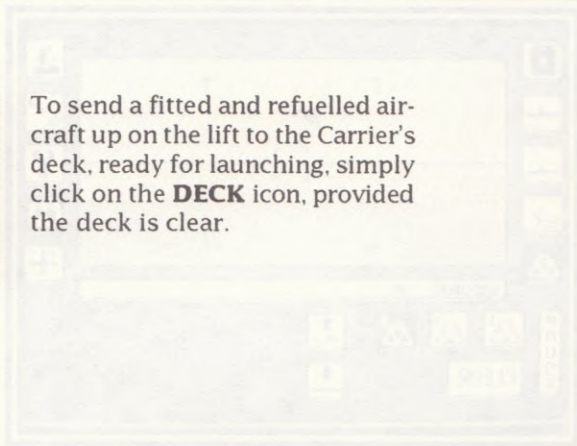 To send a fitted and refuelled air-
craft up on the lift to the Carrier's
deck, ready for launching, simply
click on the DECK icon, provided
the deck is clear.